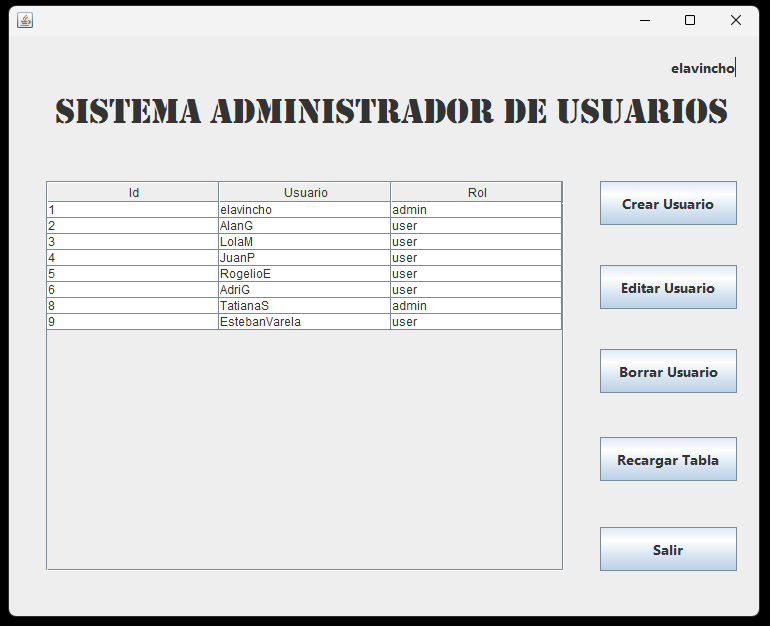 elavincho
SISTEMA ADMINISTRADOR DE USUARIOS
Id Usuario Rol
1 elavincho admin
2 AlanG user
3 LolaM user
4 JuanP user
5 RogelioE user
6 AdriG user
8 TatianaS admin
9 EstebanVarela user
Crear Usuario
Editar Usuario
Borrar Usuario
Recargar Tabla
Salir